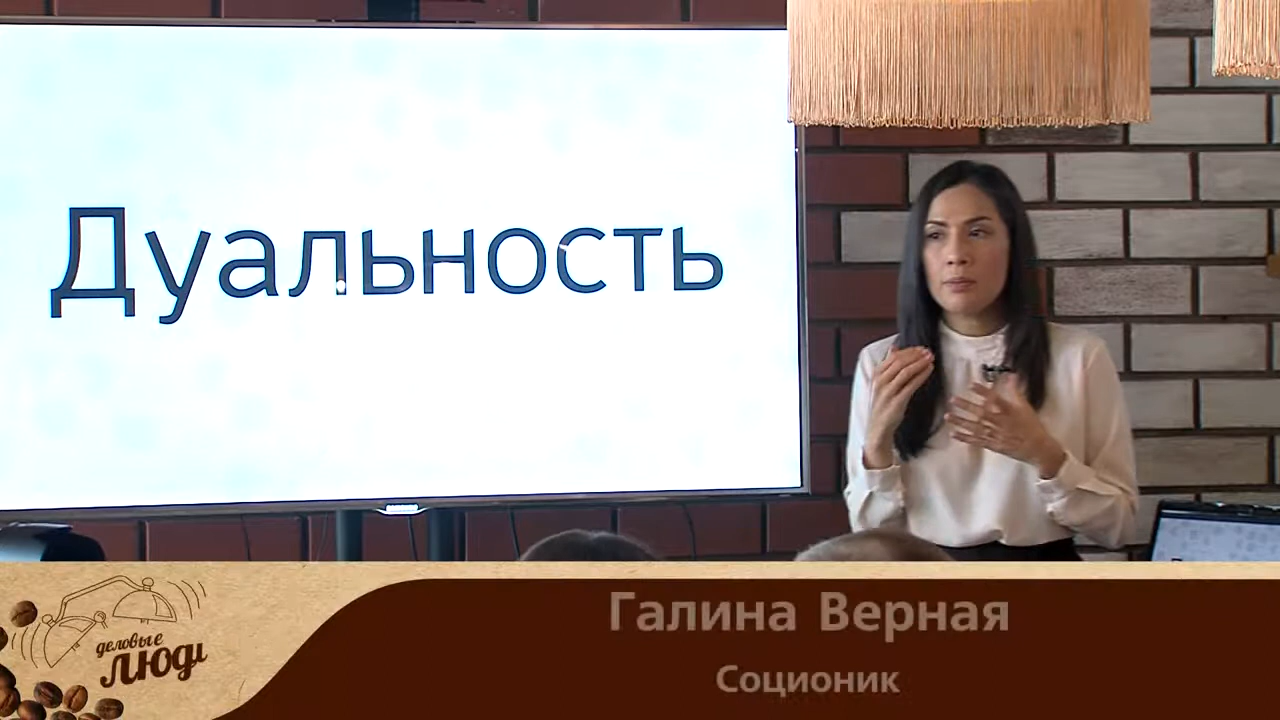 Дуальность
Галина Верная
Соционик
деловые
люди